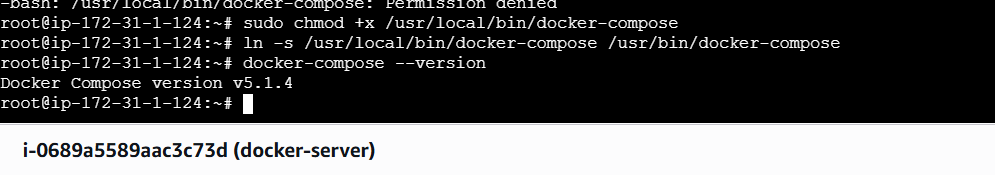 -bash: /usr/local/bin/docker-compose: Permission denied
root@ip-172-31-1-124:~# sudo chmod +x /usr/local/bin/docker-compose
root@ip-172-31-1-124:~# ln -s /usr/local/bin/docker-compose /usr/bin/docker-compose
root@ip-172-31-1-124:~# docker-compose --version
Docker Compose version v5.1.4
root@ip-172-31-1-124:~#
i-0689a5589aac3c73d (docker-server)